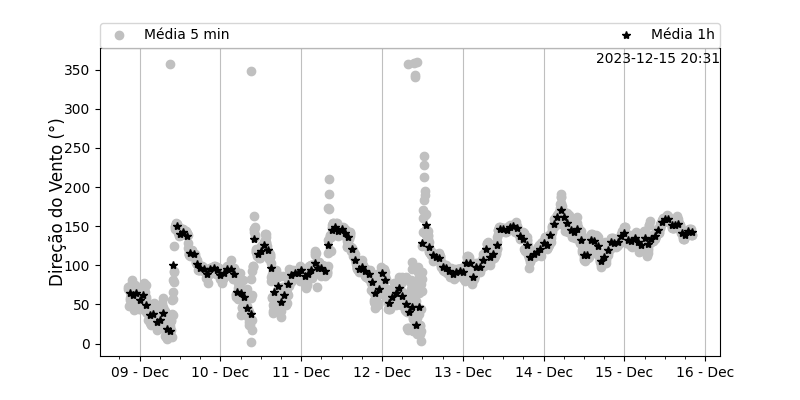 Média 5 min
Média 1h
2023-12-15 20:31
Direção do Vento (°)
350
300
250
200
150
100
50
0
09 - Dec
10 - Dec
11 - Dec
12 - Dec
13 - Dec
14 - Dec
15 - Dec
16 - Dec